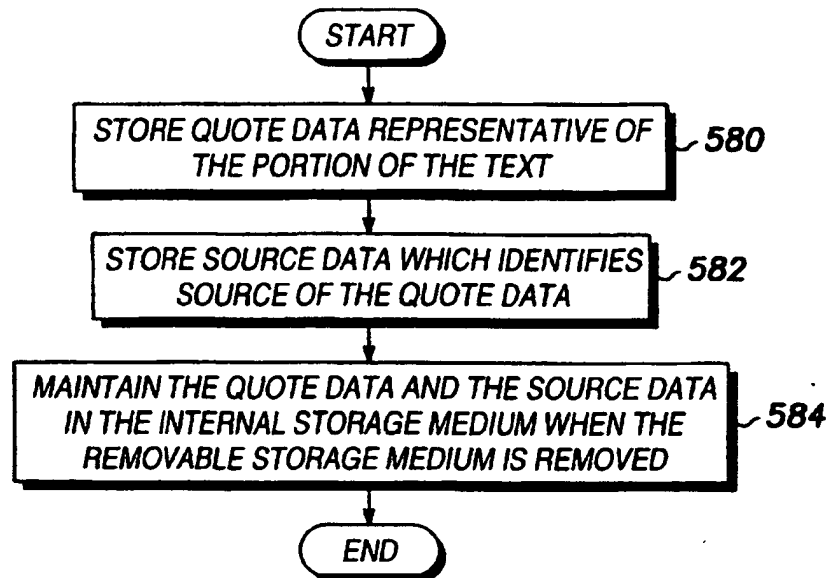 START
STORE QUOTE DATA REPRESENTATIVE OF
THE PORTION OF THE TEXT
580
STORE SOURCE DATA WHICH IDENTIFIES
SOURCE OF THE QUOTE DATA
582
MAINTAIN THE QUOTE DATA AND THE SOURCE DATA
IN THE INTERNAL STORAGE MEDIUM WHEN THE
REMOVABLE STORAGE MEDIUM IS REMOVED
584
END